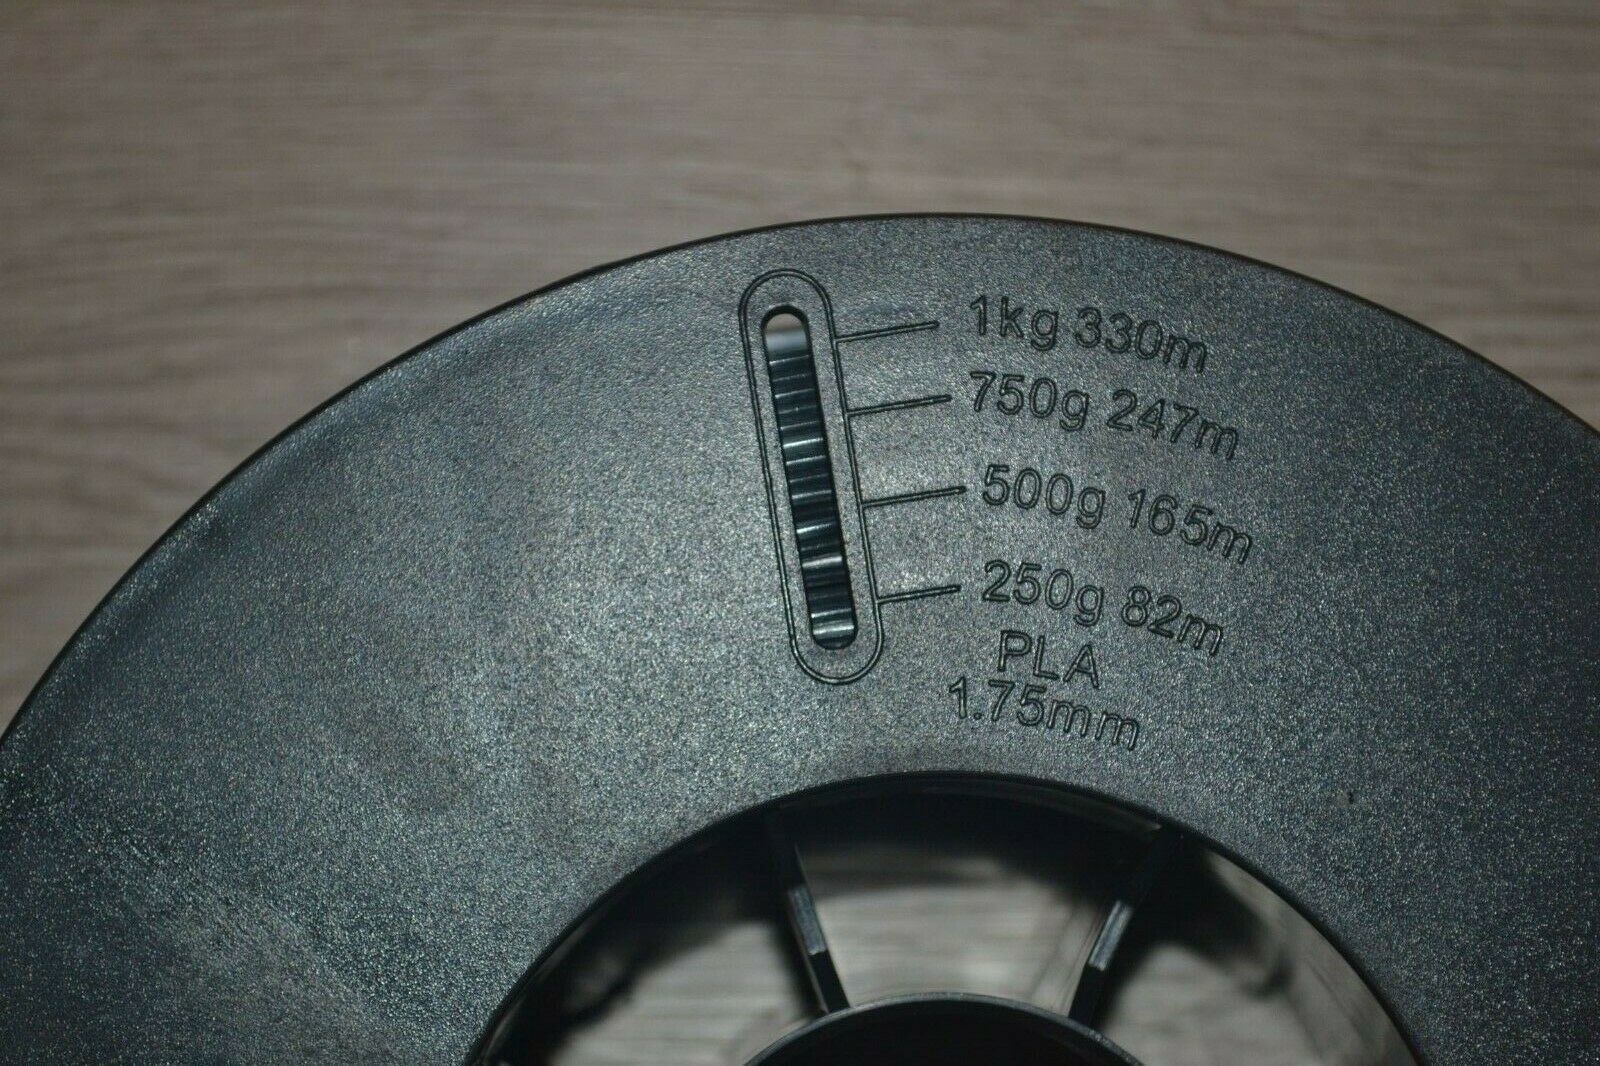 1kg 330m
750g 247m
500g 165m
250g 82m
PLA
1.75mm